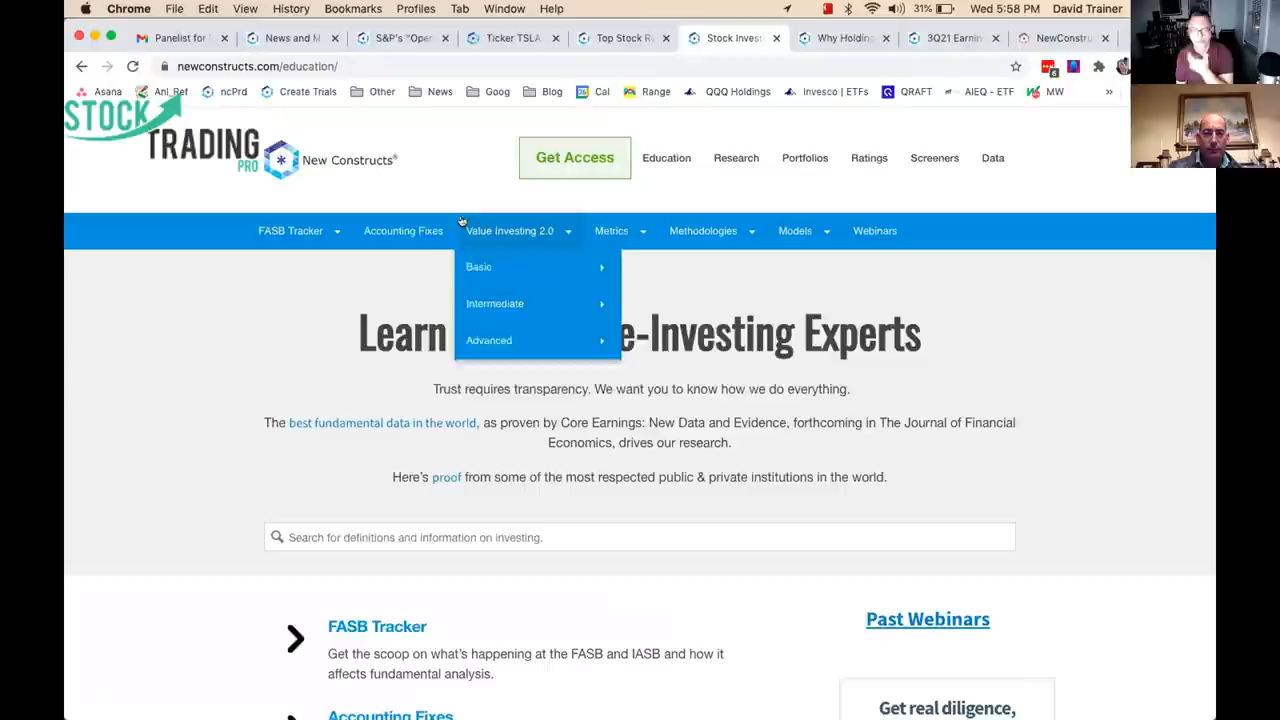 Chrome File Edit View History Bookmarks Profiles Tab Window Help 31% Wed 5:58 PM David Trainer
Panelist for News and M S&P's "Oper Ticker TSLA Top Stock Ra Stock Invest Why Holding 3Q21 Earnin NewConstru
newconstructs.com/education/
6
Asana Anl_Ref ncPrd Create Trials Other News Goog Blog Cal Range QQQ Holdings Invesco | ETFs QRAFT AIEQ - ETF MW »
STOCK
TRADING
PRO
New Constructs®
Get Access Education Research Portfolios Ratings Screeners Data
FASB Tracker Accounting Fixes Value Investing 2.0 Metrics Methodologies Models Webinars
Basic
Intermediate
Advanced
Learn e-Investing Experts
Trust requires transparency. We want you to know how we do everything.
The best fundamental data in the world, as proven by Core Earnings: New Data and Evidence, forthcoming in The Journal of Financial
Economics, drives our research.
Here's proof from some of the most respected public & private institutions in the world.
Search for definitions and information on investing.
FASB Tracker
Get the scoop on what's happening at the FASB and IASB and how it
affects fundamental analysis.
Accounting Fixes
Past Webinars
Get real diligence,